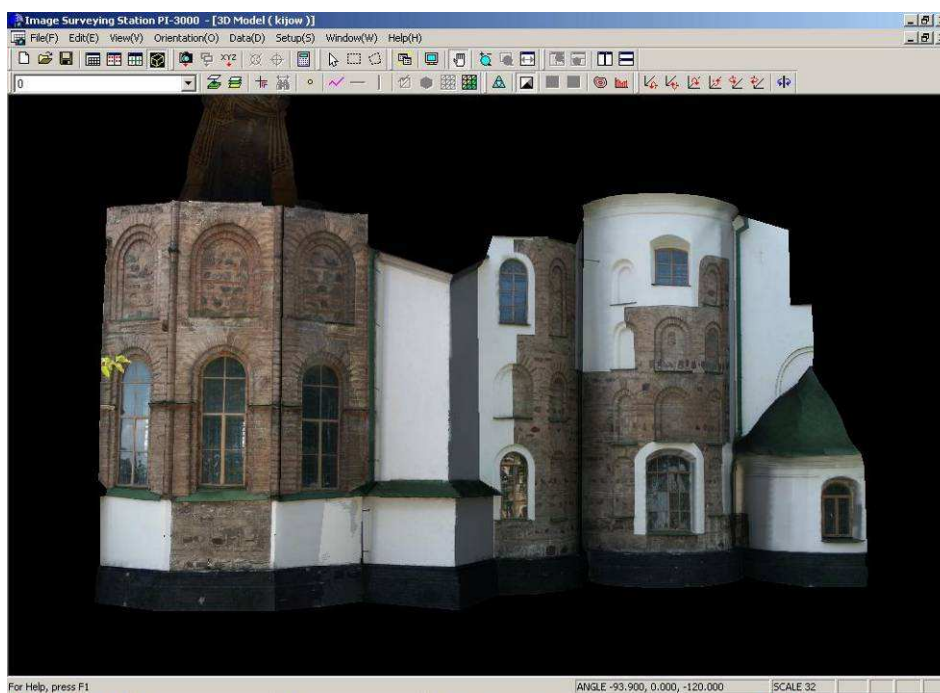 Image Surveying Station PI-3000 - [3D Model ( kijow )]
File(F) Edit(E) View(V) Orientation(O) Data(D) Setup(S) Window(W) Help(H)
XYZ
0
For Help, press F1 ANGLE -93.900, 0.000, -120.000 SCALE 32